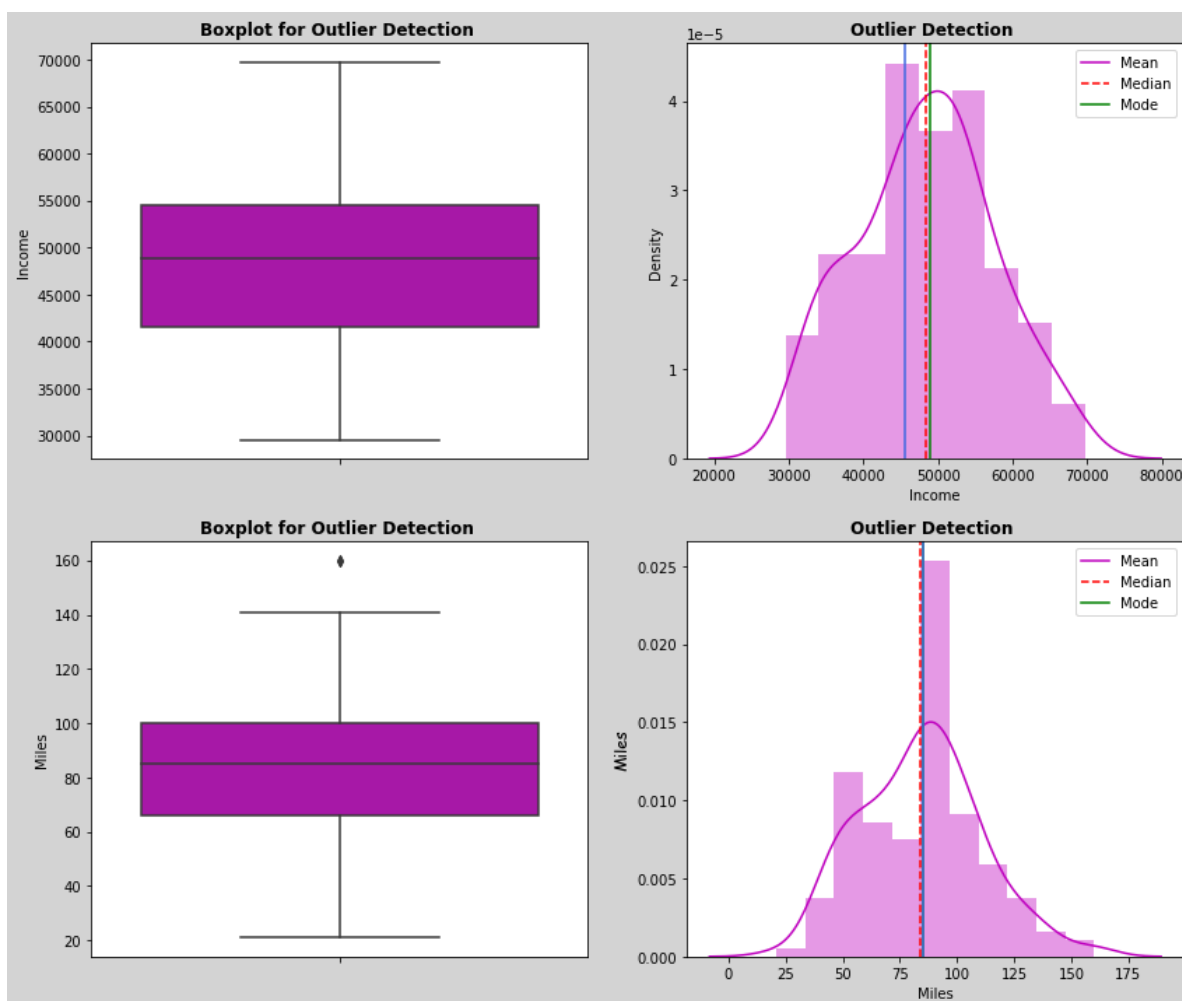 Boxplot for Outlier Detection
70000
65000
60000
55000
50000
45000
40000
35000
30000
Income
Outlier Detection
1e−5
Mean
Median
Mode
4
3
2
1
0
Density
20000 30000 40000 50000 60000 70000 80000
Income
Boxplot for Outlier Detection
160
140
120
100
80
60
40
20
Miles
Outlier Detection
Mean
Median
Mode
0.025
0.020
0.015
0.010
0.005
0.000
Miles
0 25 50 75 100 125 150 175
Miles